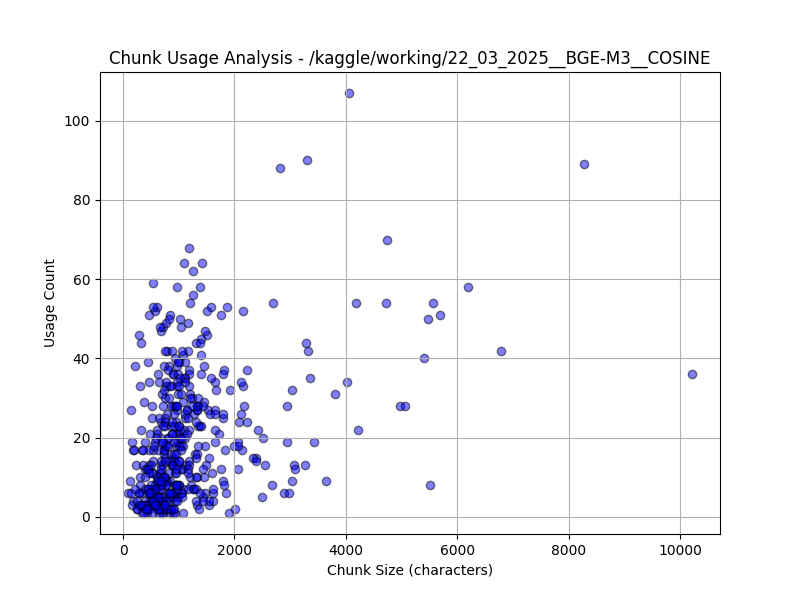 Chunk Usage Analysis - /kaggle/working/22_03_2025__BGE-M3__COSINE
100
80
60
40
20
0
Usage Count
0 2000 4000 6000 8000 10000
Chunk Size (characters)